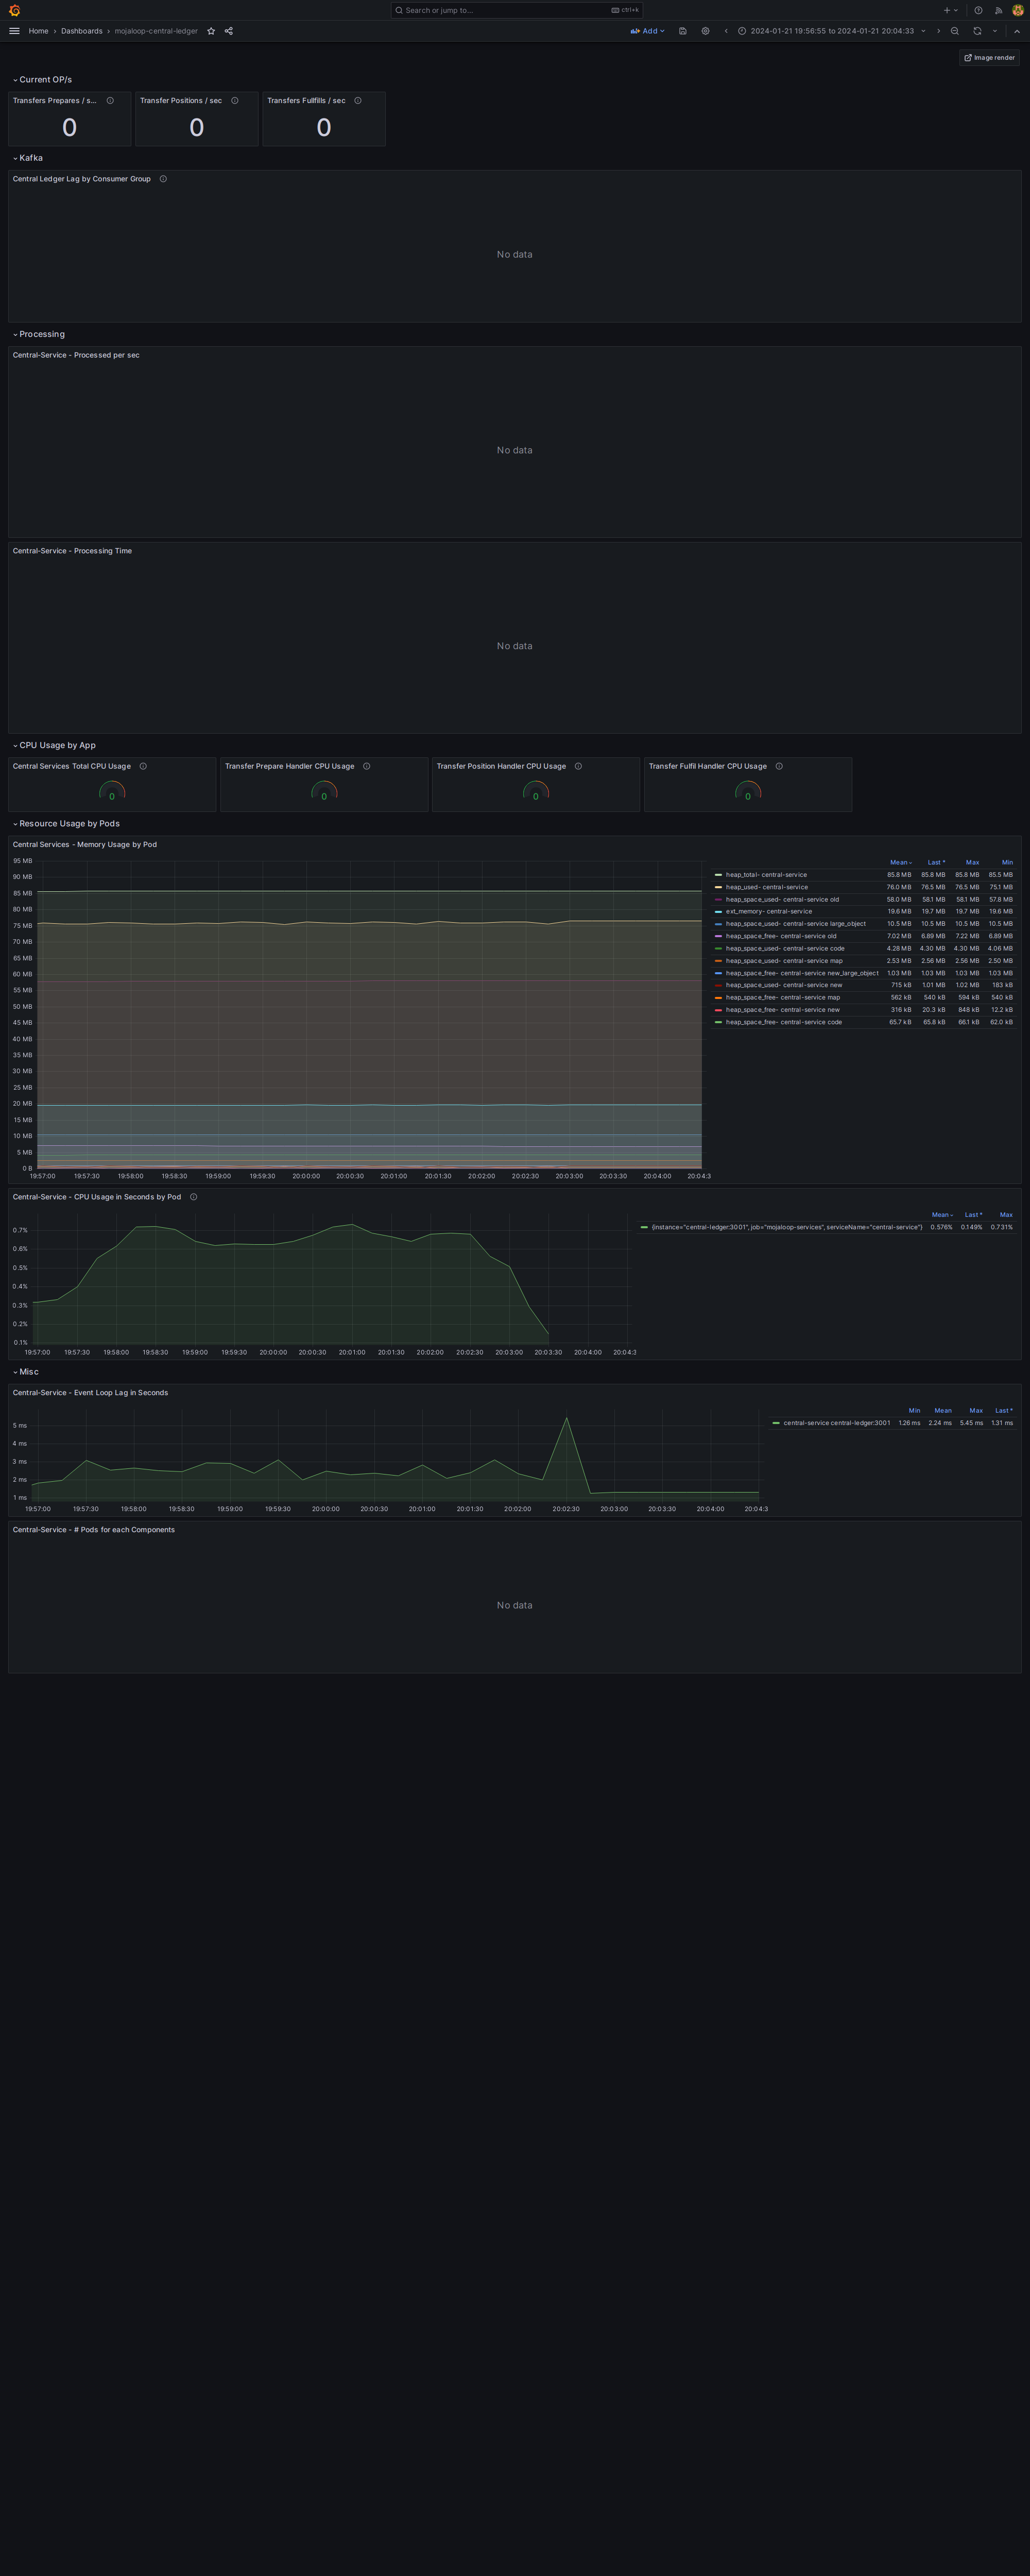 Search or jump to... ctrl+k
Home › Dashboards › mojaloop-central-ledger Add 2024-01-21 19:56:55 to 2024-01-21 20:04:33
Image render
Current OP/s
Transfers Prepares / s... Transfer Positions / sec Transfers Fullfills / sec
0 0 0
Kafka
Central Ledger Lag by Consumer Group
No data
Processing
Central-Service - Processed per sec
No data
Central-Service - Processing Time
No data
CPU Usage by App
Central Services Total CPU Usage Transfer Prepare Handler CPU Usage Transfer Position Handler CPU Usage Transfer Fulfil Handler CPU Usage
0 0 0 0
Resource Usage by Pods
Central Services - Memory Usage by Pod
95 MB
90 MB
85 MB
80 MB
75 MB
70 MB
65 MB
60 MB
55 MB
50 MB
45 MB
40 MB
35 MB
30 MB
25 MB
20 MB
15 MB
10 MB
5 MB
0 B
19:57:00 19:57:30 19:58:00 19:58:30 19:59:00 19:59:30 20:00:00 20:00:30 20:01:00 20:01:30 20:02:00 20:02:30 20:03:00 20:03:30 20:04:00 20:04:3
Mean Last * Max Min
heap_total- central-service 85.8 MB 85.8 MB 85.8 MB 85.5 MB
heap_used- central-service 76.0 MB 76.5 MB 76.5 MB 75.1 MB
heap_space_used- central-service old 58.0 MB 58.1 MB 58.1 MB 57.8 MB
ext_memory- central-service 19.6 MB 19.7 MB 19.7 MB 19.6 MB
heap_space_used- central-service large_object 10.5 MB 10.5 MB 10.5 MB 10.5 MB
heap_space_free- central-service old 7.02 MB 6.89 MB 7.22 MB 6.89 MB
heap_space_used- central-service code 4.28 MB 4.30 MB 4.30 MB 4.06 MB
heap_space_used- central-service map 2.53 MB 2.56 MB 2.56 MB 2.50 MB
heap_space_free- central-service new_large_object 1.03 MB 1.03 MB 1.03 MB 1.03 MB
heap_space_used- central-service new 715 kB 1.01 MB 1.02 MB 183 kB
heap_space_free- central-service map 562 kB 540 kB 594 kB 540 kB
heap_space_free- central-service new 316 kB 20.3 kB 848 kB 12.2 kB
heap_space_free- central-service code 65.7 kB 65.8 kB 66.1 kB 62.0 kB
Central-Service - CPU Usage in Seconds by Pod
0.7%
0.6%
0.5%
0.4%
0.3%
0.2%
0.1%
19:57:00 19:57:30 19:58:00 19:58:30 19:59:00 19:59:30 20:00:00 20:00:30 20:01:00 20:01:30 20:02:00 20:02:30 20:03:00 20:03:30 20:04:00 20:04:3
Mean Last * Max
{instance="central-ledger:3001", job="mojaloop-services", serviceName="central-service"} 0.576% 0.149% 0.731%
Misc
Central-Service - Event Loop Lag in Seconds
5 ms
4 ms
3 ms
2 ms
1 ms
19:57:00 19:57:30 19:58:00 19:58:30 19:59:00 19:59:30 20:00:00 20:00:30 20:01:00 20:01:30 20:02:00 20:02:30 20:03:00 20:03:30 20:04:00 20:04:3
Min Mean Max Last *
central-service central-ledger:3001 1.26 ms 2.24 ms 5.45 ms 1.31 ms
Central-Service - # Pods for each Components
No data